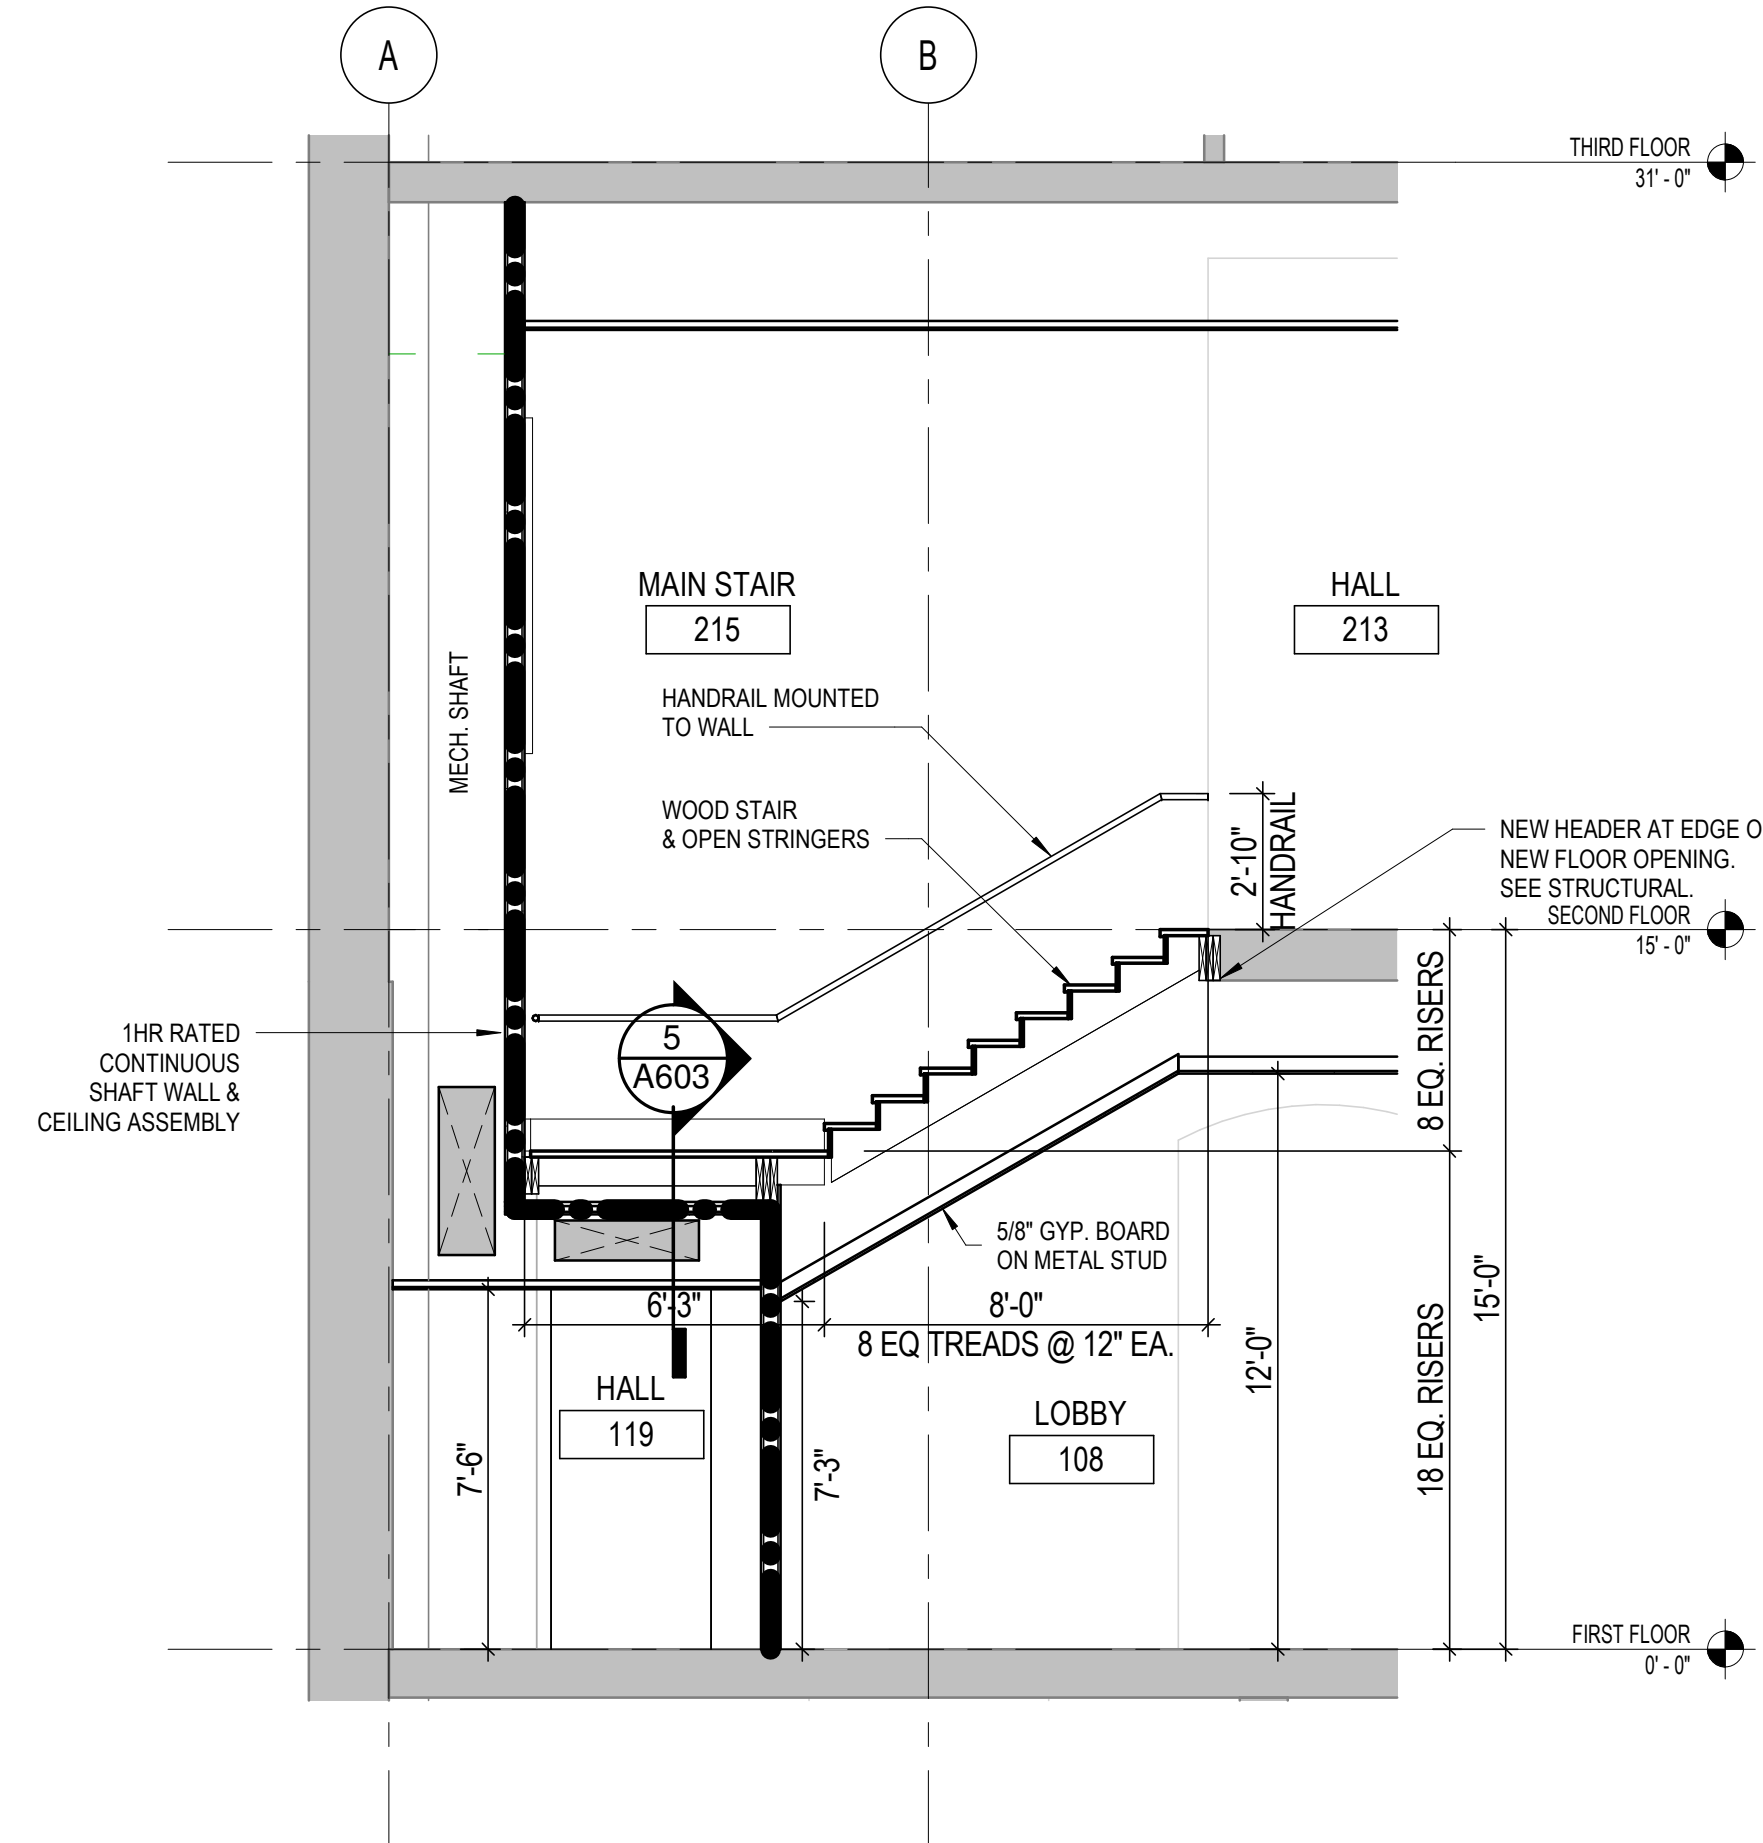 A
B
THIRD FLOOR
31' - 0"
MAIN STAIR
215
HALL
213
MECH. SHAFT
HANDRAIL MOUNTED
TO WALL
WOOD STAIR
& OPEN STRINGERS
2'-10"
HANDRAIL
NEW HEADER AT EDGE O
NEW FLOOR OPENING.
SEE STRUCTURAL.
SECOND FLOOR
15' - 0"
1HR RATED
CONTINUOUS
SHAFT WALL &
CEILING ASSEMBLY
5
A603
8 EQ. RISERS
5/8" GYP. BOARD
ON METAL STUD
6'-3"
8'-0"
8 EQ TREADS @ 12" EA.
15'-0"
12'-0"
18 EQ. RISERS
HALL
119
LOBBY
108
7'-6"
7'-3"
FIRST FLOOR
0' - 0"